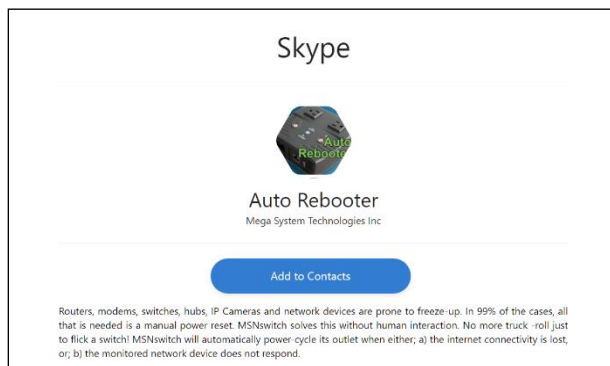 Skype
Auto
Rebooter
Auto Rebooter
Mega System Technologies Inc
Add to Contacts
Routers, modems, switches, hubs, IP Cameras and network devices are prone to freeze-up. In 99% of the cases, all
that is needed is a manual power reset. MSNswitch solves this without human interaction. No more truck -roll just
to flick a switch! MSNswitch will automatically power-cycle its outlet when either; a) the internet connectivity is lost,
or; b) the monitored network device does not respond.